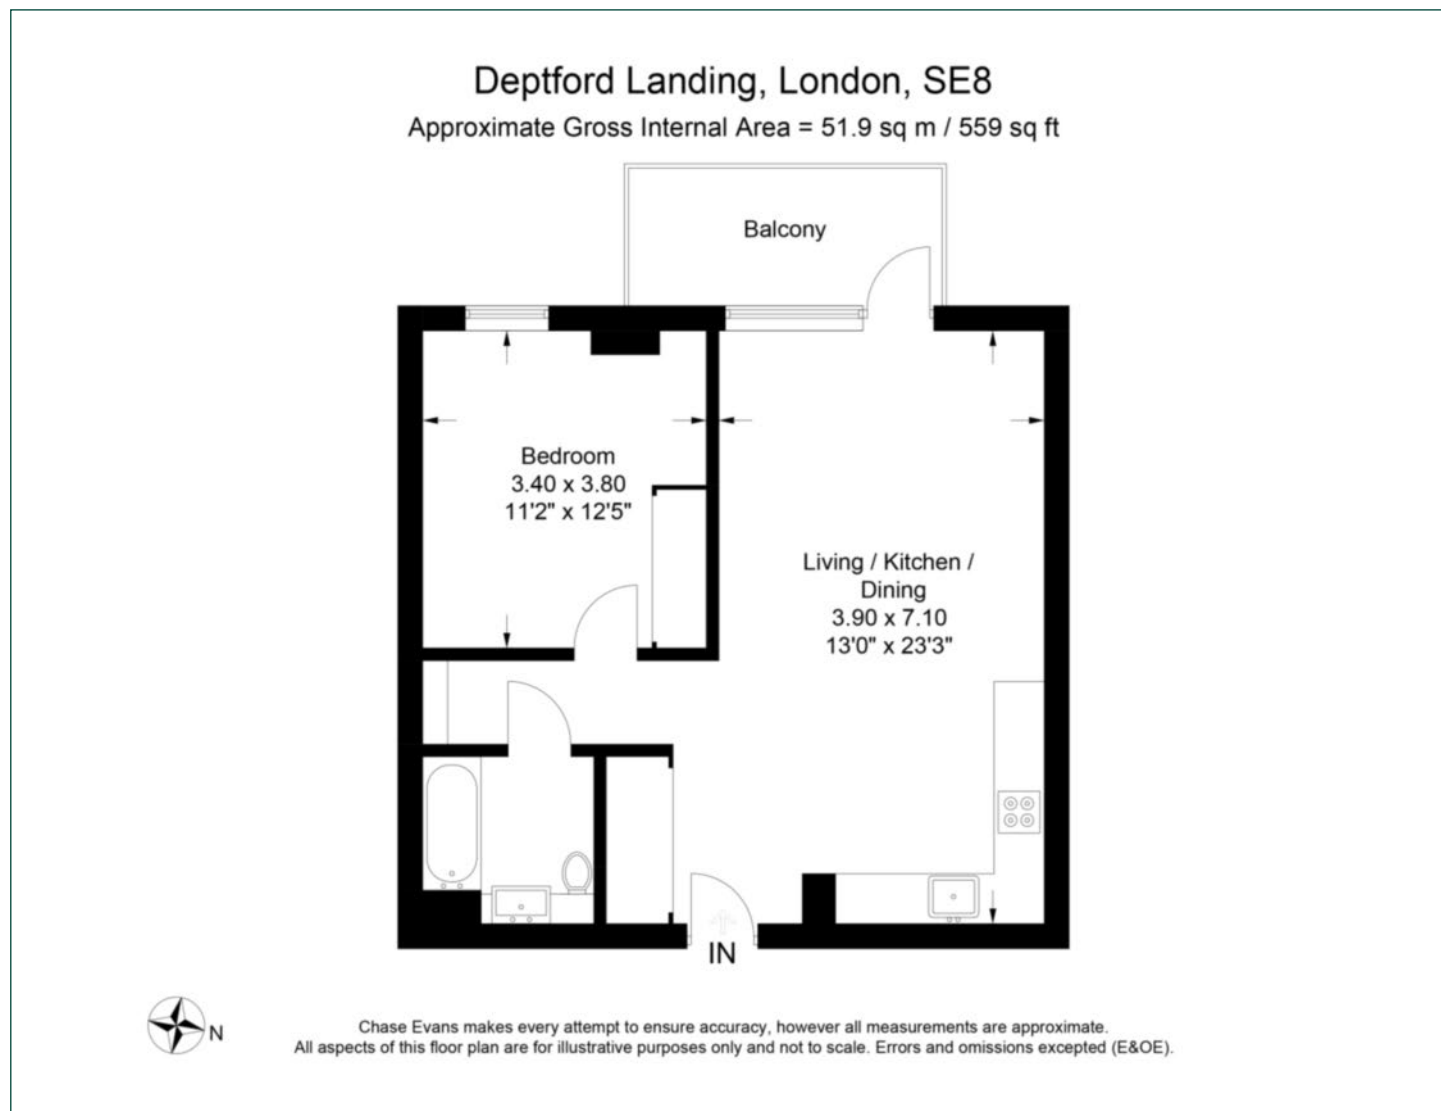 Deptford Landing, London, SE8
Approximate Gross Internal Area = 51.9 sq m / 559 sq ft
Balcony
Bedroom
3.40 x 3.80
11'2" x 12'5"
Living / Kitchen /
Dining
3.90 x 7.10
13'0" x 23'3"
IN
N
Chase Evans makes every attempt to ensure accuracy, however all measurements are approximate.
All aspects of this floor plan are for illustrative purposes only and not to scale. Errors and omissions excepted (E&OE).